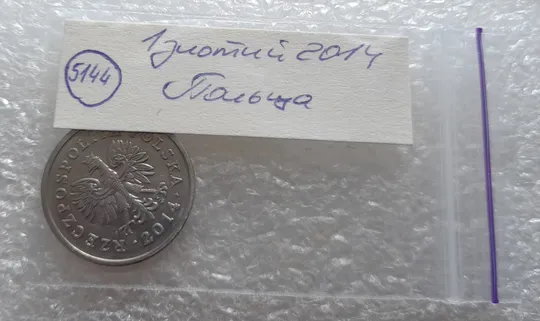 5144
1 злотий 2014
Польща
RZECZPOSPOLITA POLSKA 2014